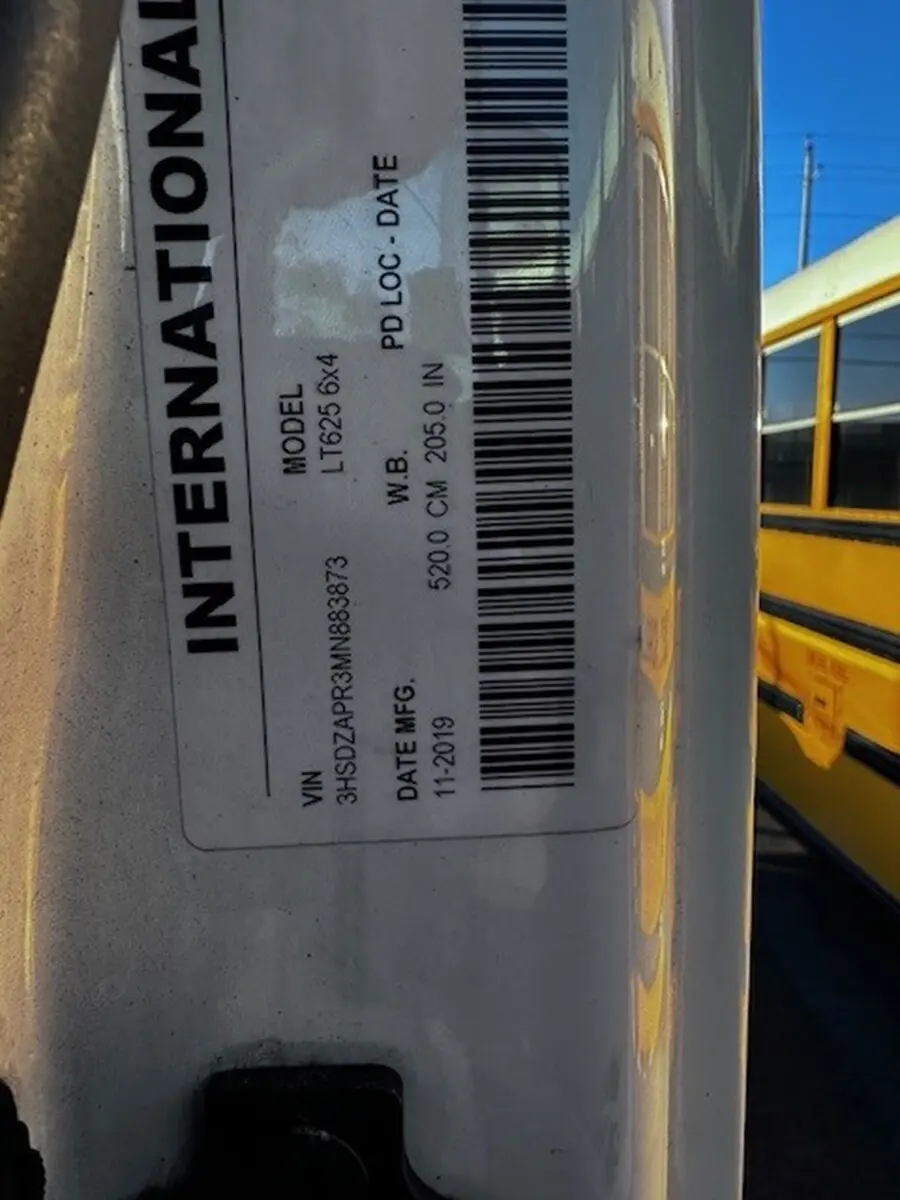 INTERNATIONAL
VIN MODEL
3HSDZAPR3MN883873 LT625 6x4
DATE MFG. W.B. PD LOC - DATE
11-2019 520.0 CM 205.0 IN